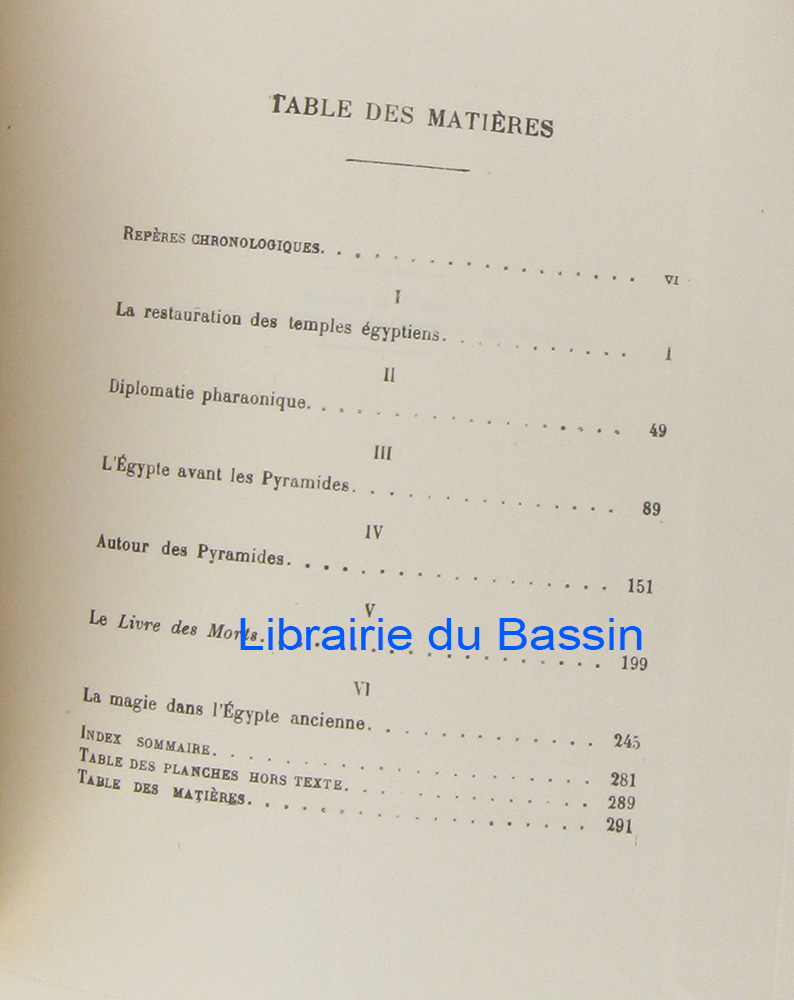 TABLE DES MATIÈRES
REPÈRES CHRONOLOGIQUES. . . . . . . . . . . . . . . . . . VI
I
La restauration des temples égyptiens. . . . . . . . . . . 1
II
Diplomatie pharaonique. . . . . . . . . . . . . . . . . . 49
III
L'Égypte avant les Pyramides. . . . . . . . . . . . . . . 89
IV
Autour des Pyramides. . . . . . . . . . . . . . . . . . 151
V
Le Livre des Morts. . . . . . . . . . . . . . . . . . . 199
Librairie du Bassin
VI
La magie dans l'Égypte ancienne. . . . . . . . . . . . . 245
INDEX SOMMAIRE. . . . . . . . . . . . . . . . . . . . . 281
TABLE DES PLANCHES HORS TEXTE. . . . . . . . . . . . . . 289
TABLE DES MATIÈRES. . . . . . . . . . . . . . . . . . . 291